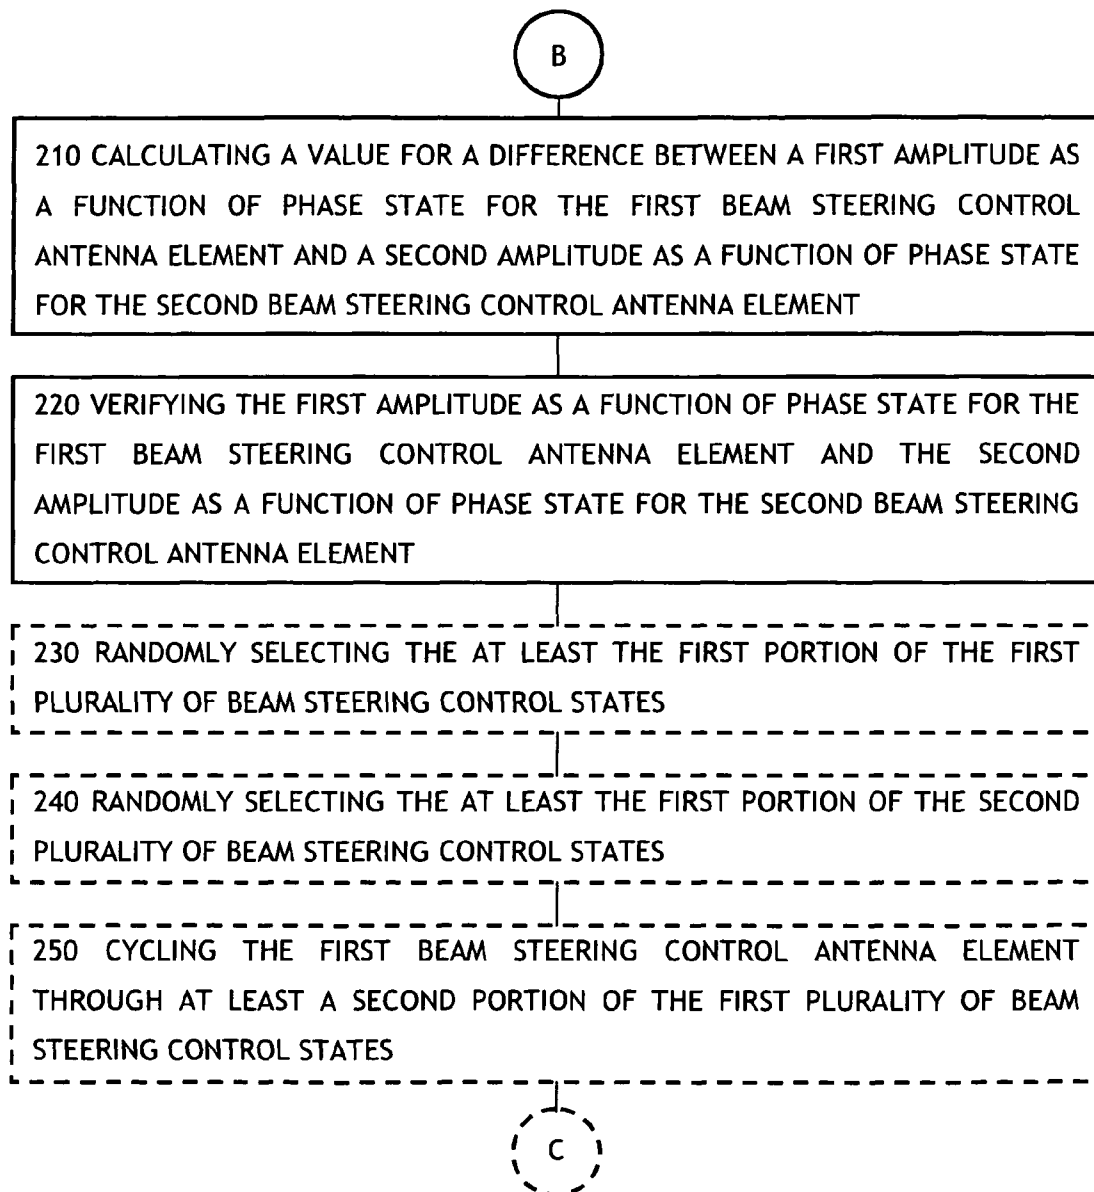 B
210 CALCULATING A VALUE FOR A DIFFERENCE BETWEEN A FIRST AMPLITUDE AS
A FUNCTION OF PHASE STATE FOR THE FIRST BEAM STEERING CONTROL
ANTENNA ELEMENT AND A SECOND AMPLITUDE AS A FUNCTION OF PHASE STATE
FOR THE SECOND BEAM STEERING CONTROL ANTENNA ELEMENT
220 VERIFYING THE FIRST AMPLITUDE AS A FUNCTION OF PHASE STATE FOR THE
FIRST BEAM STEERING CONTROL ANTENNA ELEMENT AND THE SECOND
AMPLITUDE AS A FUNCTION OF PHASE STATE FOR THE SECOND BEAM STEERING
CONTROL ANTENNA ELEMENT
230 RANDOMLY SELECTING THE AT LEAST THE FIRST PORTION OF THE FIRST
PLURALITY OF BEAM STEERING CONTROL STATES
240 RANDOMLY SELECTING THE AT LEAST THE FIRST PORTION OF THE SECOND
PLURALITY OF BEAM STEERING CONTROL STATES
250 CYCLING THE FIRST BEAM STEERING CONTROL ANTENNA ELEMENT
THROUGH AT LEAST A SECOND PORTION OF THE FIRST PLURALITY OF BEAM
STEERING CONTROL STATES
C